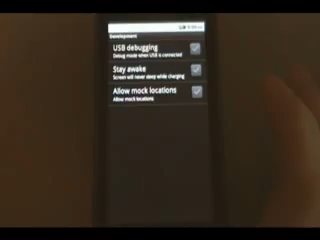 Development
USB debugging
Debug mode when USB is connected
Stay awake
Screen will never sleep while charging
Allow mock locations
Allow mock locations